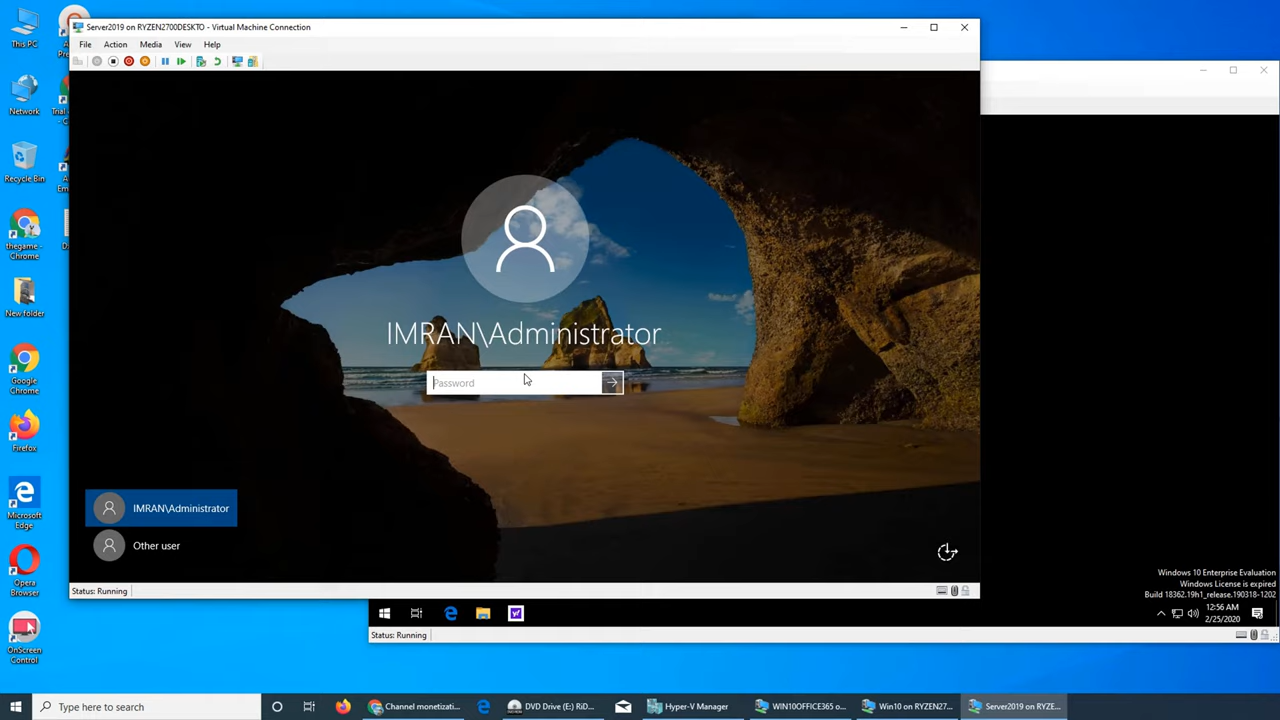 This PC
Network
Recycle Bin
thegame -
Chrome
New folder
Google
Chrome
Firefox
Microsoft
Edge
Opera
Browser
OnScreen
Control
Server2019 on RYZEN2700DESKTO - Virtual Machine Connection
File Action Media View Help
IMRAN\Administrator
Password
IMRAN\Administrator
Other user
Status: Running
Windows 10 Enterprise Evaluation
Windows License is expired
Build 18362.19h1_release.190318-1202
12:56 AM
2/25/2020
Status: Running
Type here to search
Channel monetizati...
DVD Drive (E:) RiD...
Hyper-V Manager
WIN10OFFICE365 o...
Win10 on RYZEN27...
Server2019 on RYZE...